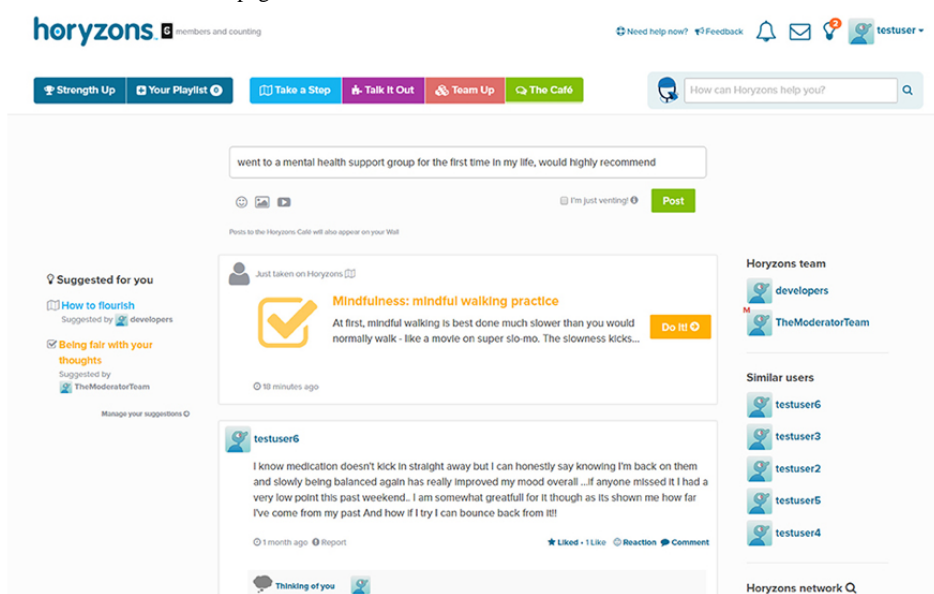 page
horyzons. 6 members and counting
Need help now? Feedback 2 testuser
Strength Up Your Playlist 0 Take a Step Talk It Out Team Up The Café How can Horyzons help you?
went to a mental health support group for the first time in my life, would highly recommend
I'm just venting! Post
Posts to the Horyzons Café will also appear on your Wall
Suggested for you
How to flourish
Suggested by developers
Being fair with your
thoughts
Suggested by
TheModeratorTeam
Manage your suggestions
Just taken on Horyzons
Mindfulness: mindful walking practice
At first, mindful walking is best done much slower than you would
normally walk - like a movie on super slo-mo. The slowness kicks...
Do it!
18 minutes ago
testuser6
I know medication doesn't kick in straight away but I can honestly say knowing I'm back on them
and slowly being balanced again has really improved my mood overall ...if anyone missed it I had a
very low point this past weekend.. I am somewhat greatfull for it though as its shown me how far
I've come from my past And how if I try I can bounce back from it!!
1 month ago Report Liked • 1 Like Reaction Comment
Thinking of you
Horyzons team
developers
M TheModeratorTeam
Similar users
testuser6
testuser3
testuser2
testuser5
testuser4
Horyzons network